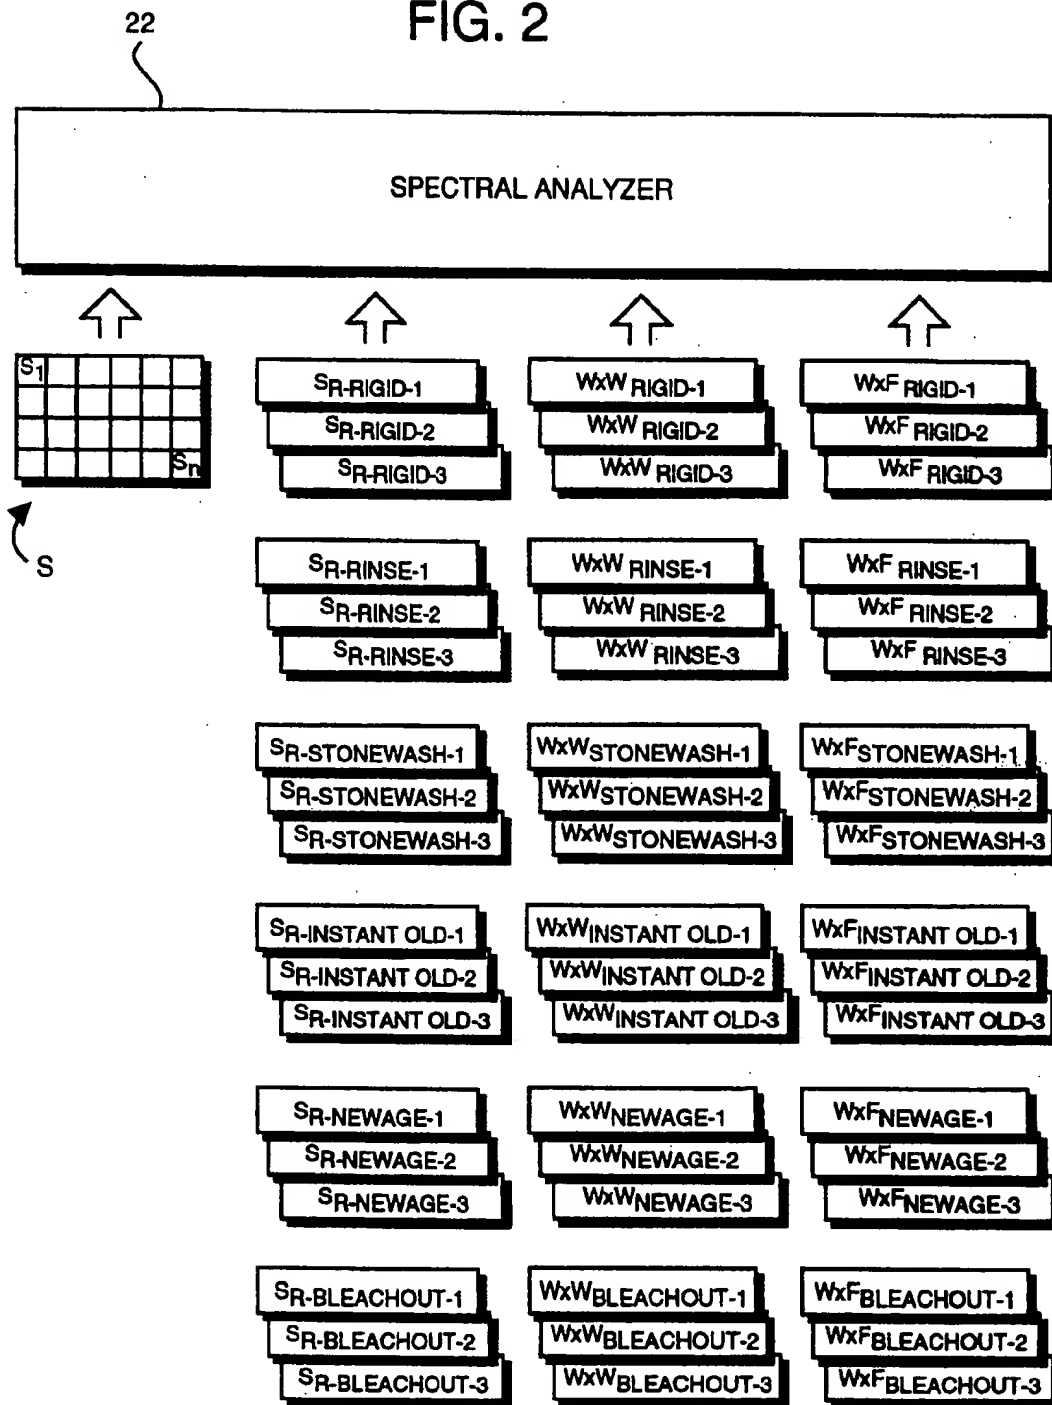 FIG. 2
22
SPECTRAL ANALYZER
S1
Sn
S
SR-RIGID-1 WxW RIGID-1 WxF RIGID-1
SR-RIGID-2 WxW RIGID-2 WxF RIGID-2
SR-RIGID-3 WxW RIGID-3 WxF RIGID-3
SR-RINSE-1 WxW RINSE-1 WxF RINSE-1
SR-RINSE-2 WxW RINSE-2 WxF RINSE-2
SR-RINSE-3 WxW RINSE-3 WxF RINSE-3
SR-STONEWASH-1 WxWSTONEWASH-1 WxFSTONEWASH-1
SR-STONEWASH-2 WxWSTONEWASH-2 WxFSTONEWASH-2
SR-STONEWASH-3 WxWSTONEWASH-3 WxFSTONEWASH-3
SR-INSTANT OLD-1 WxWINSTANT OLD-1 WxFINSTANT OLD-1
SR-INSTANT OLD-2 WxWINSTANT OLD-2 WxFINSTANT OLD-2
SR-INSTANT OLD-3 WxWINSTANT OLD-3 WxFINSTANT OLD-3
SR-NEWAGE-1 WxWNEWAGE-1 WxFNEWAGE-1
SR-NEWAGE-2 WxWNEWAGE-2 WxFNEWAGE-2
SR-NEWAGE-3 WxWNEWAGE-3 WxFNEWAGE-3
SR-BLEACHOUT-1 WxWBLEACHOUT-1 WxFBLEACHOUT-1
SR-BLEACHOUT-2 WxWBLEACHOUT-2 WxFBLEACHOUT-2
SR-BLEACHOUT-3 WxWBLEACHOUT-3 WxFBLEACHOUT-3